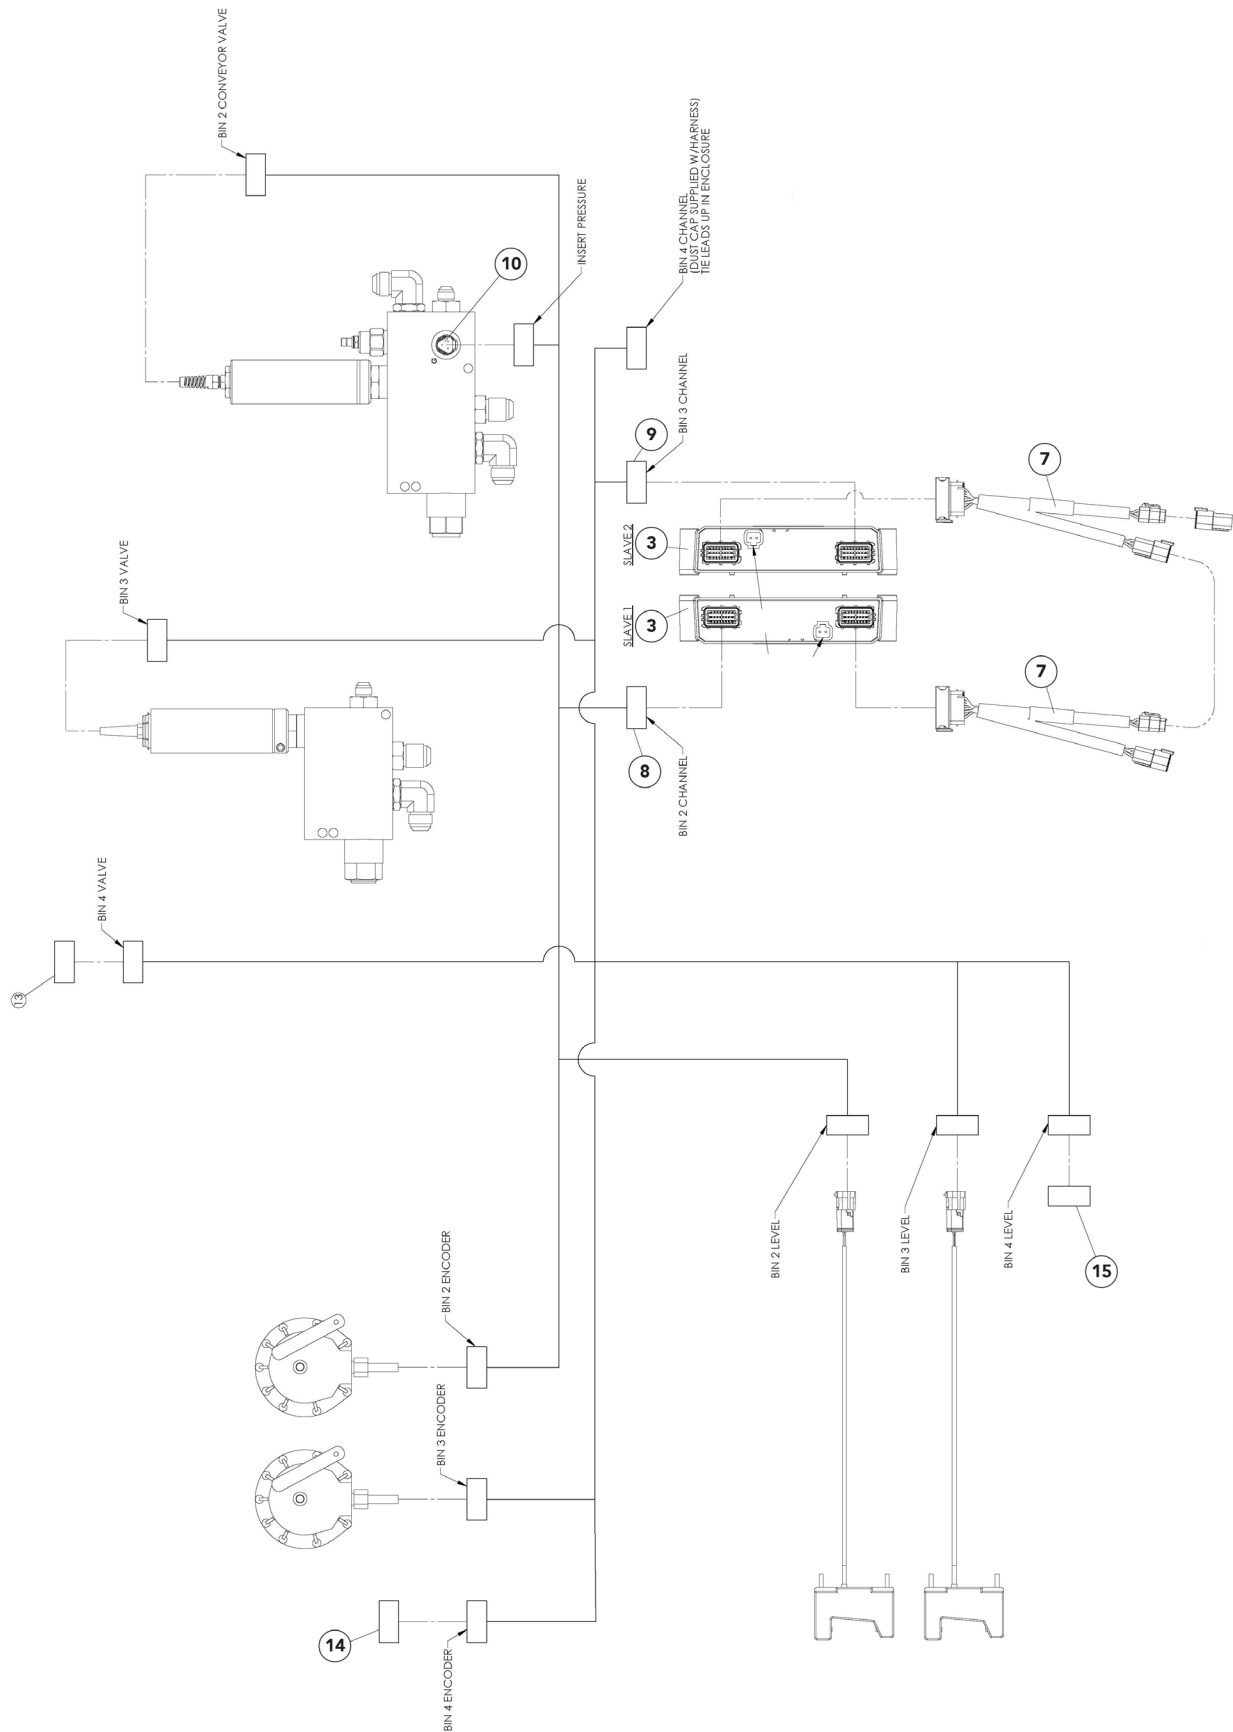 BIN 2 CONVEYOR VALVE
10
G
INSERT PRESSURE
BIN 4 CHANNEL
(DUST CAP SUPPLIED W/HARNESS)
TIE LEADS UP IN ENCLOSURE
9
BIN 3 CHANNEL
7
SLAVE 2
3
BIN 3 VALVE
SLAVE 1
3
7
8
BIN 2 CHANNEL
BIN 4 VALVE
13
BIN 2 LEVEL
BIN 3 LEVEL
BIN 4 LEVEL
15
BIN 2 ENCODER
BIN 3 ENCODER
14
BIN 4 ENCODER